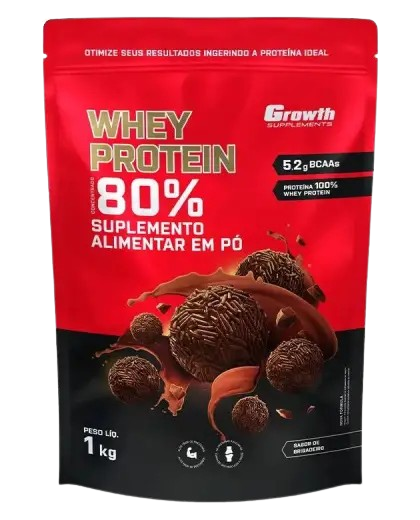 OTIMIZE SEUS RESULTADOS INGERINDO A PROTEÍNA IDEAL
Growth
SUPPLEMENTS
WHEY
PROTEIN
CONCENTRADO
80%
SUPLEMENTO
ALIMENTAR EM PÓ
5,2g BCAAs
PROTEÍNA 100%
WHEY PROTEIN
PESO LÍQ.
1 kg
SABOR DE
BRIGADEIRO